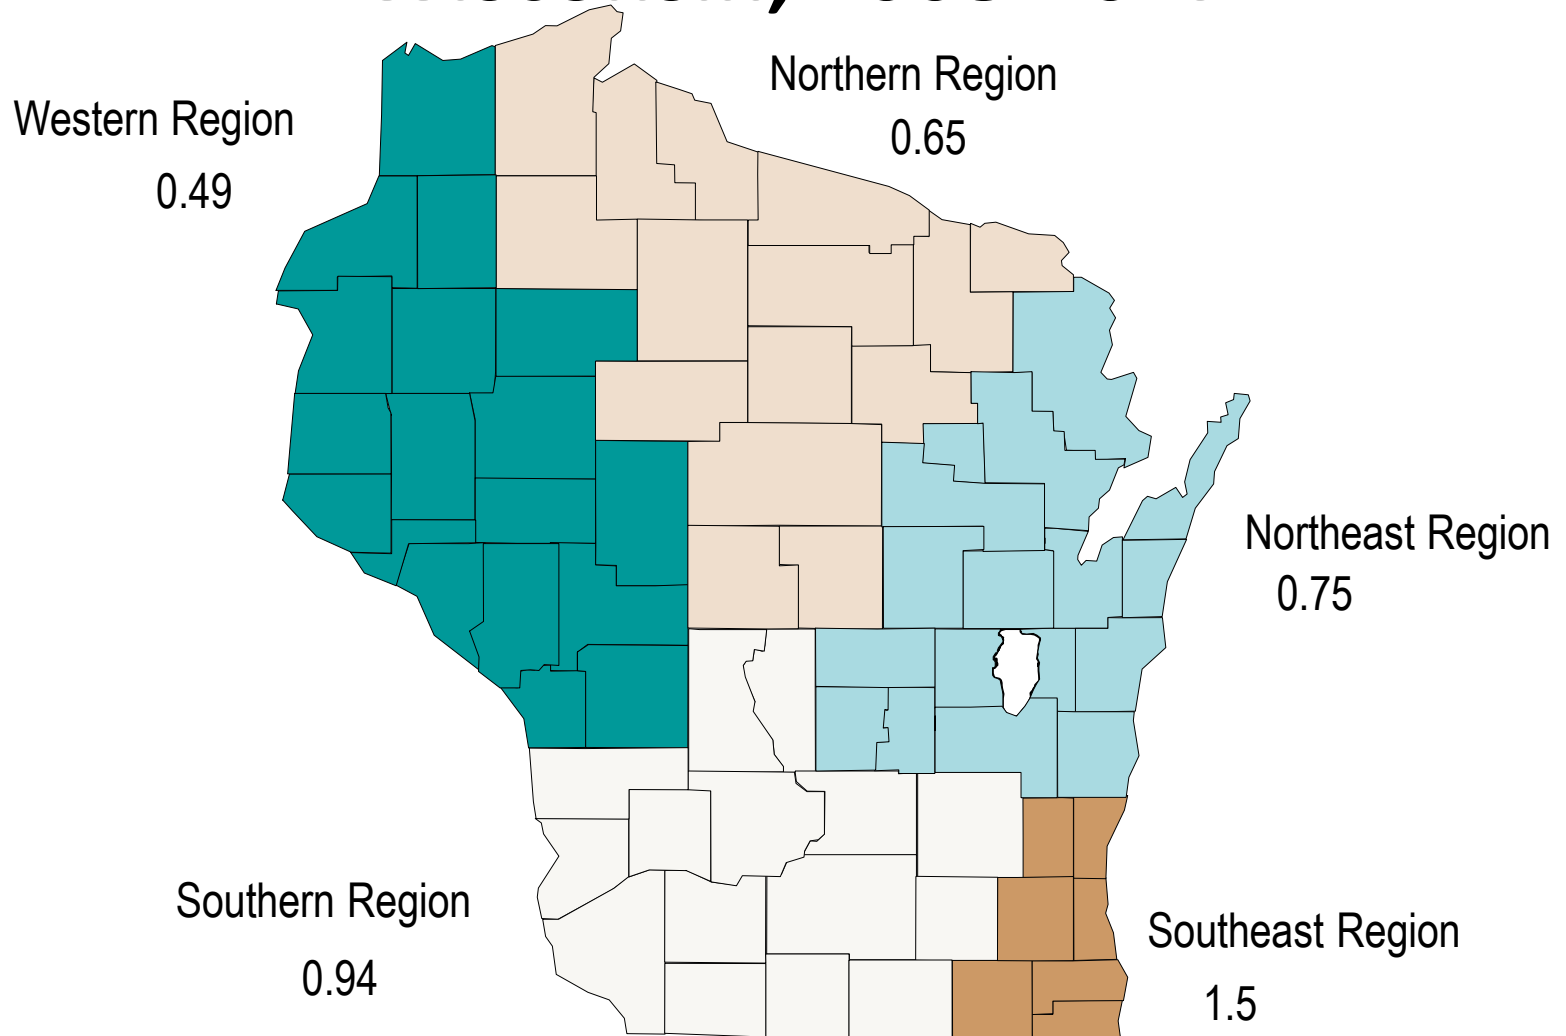 Northern Region
0.65
Western Region
0.49
Northeast Region
0.75
Southern Region
0.94
Southeast Region
1.5